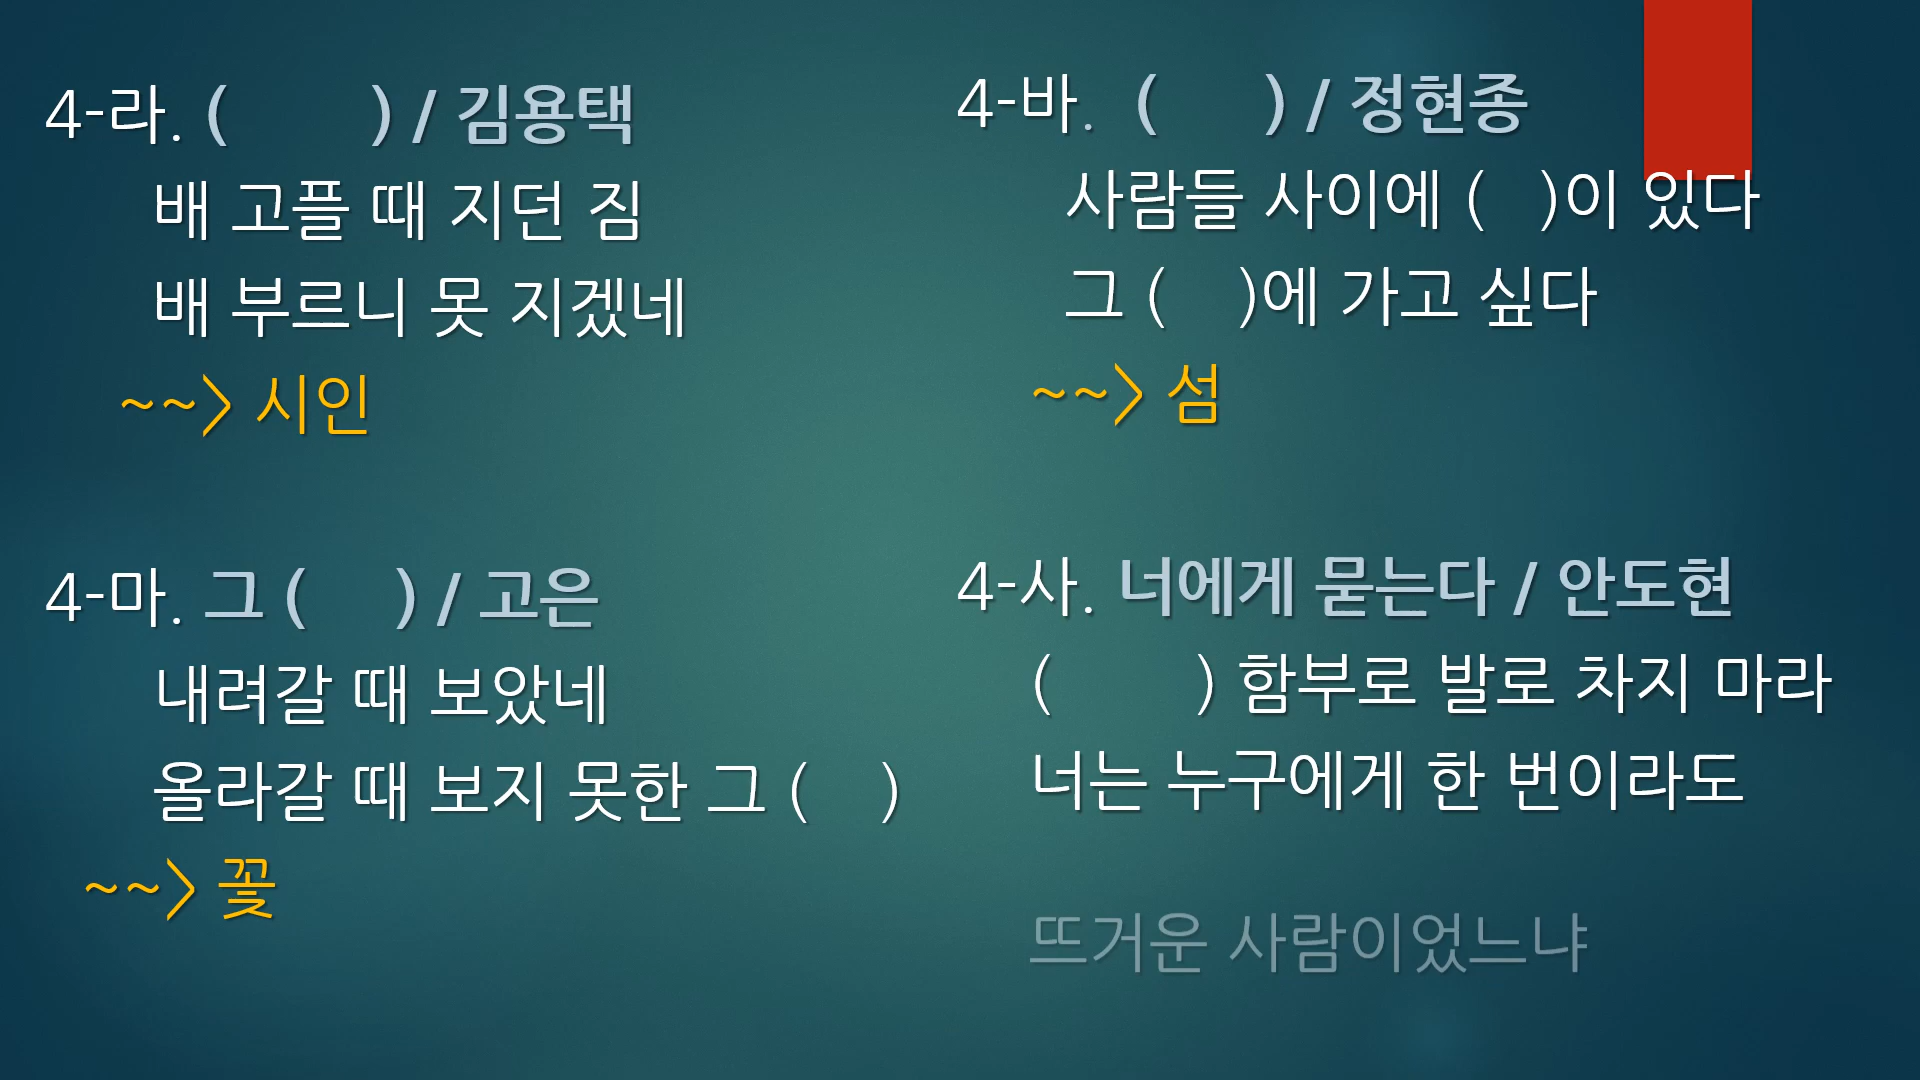 4-라. (      ) / 김용택
배 고플 때 지던 짐
배 부르니 못 지겠네
~~> 시인
4-마. 그 (    ) / 고은
내려갈 때 보았네
올라갈 때 보지 못한 그 (   )
~~> 꽃
4-바. (    ) / 정현종
사람들 사이에 (  )이 있다
그 (   )에 가고 싶다
~~> 섬
4-사. 너에게 묻는다 / 안도현
(      ) 함부로 발로 차지 마라
너는 누구에게 한 번이라도
뜨거운 사람이었느냐